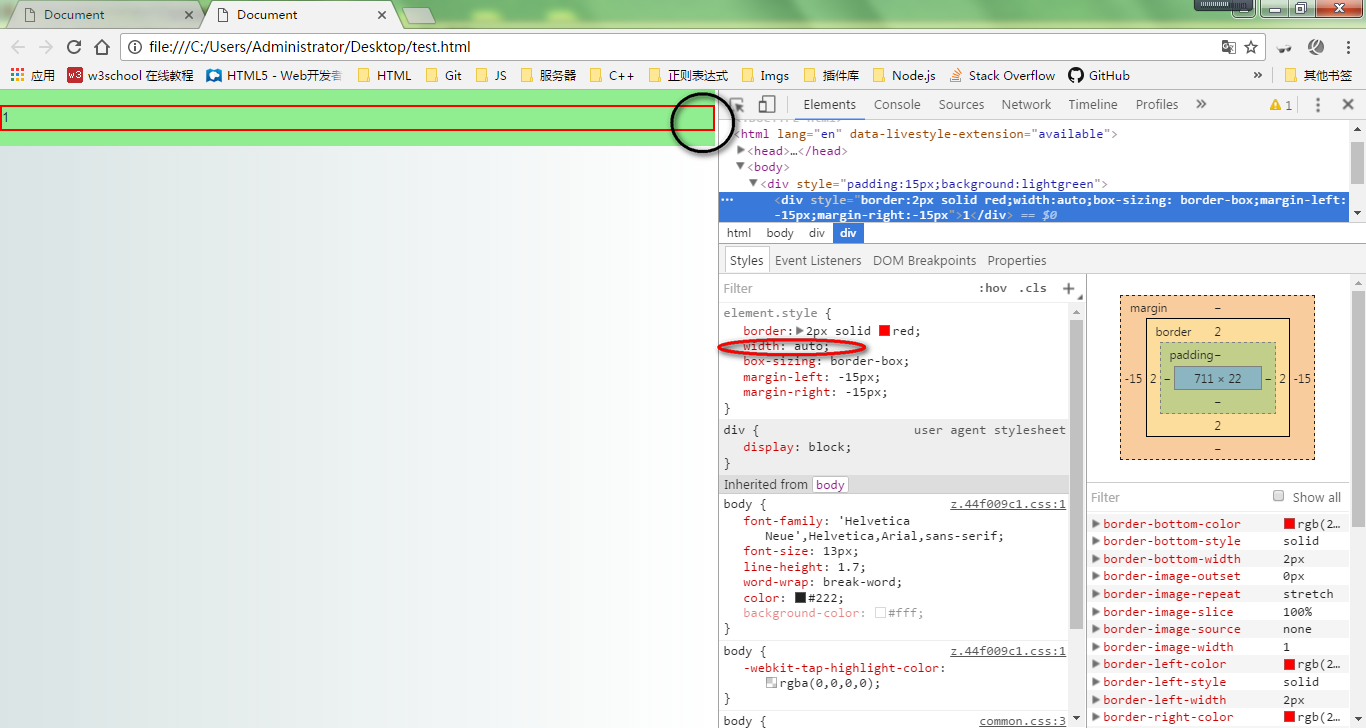 Document
Document
file:///C:/Users/Administrator/Desktop/test.html
应用
w3school 在线教程
HTML5 - Web开发者
HTML
Git
JS
服务器
C++
正则表达式
Imgs
插件库
Node.js
Stack Overflow
GitHub
»
其他书签
1
Elements Console Sources Network Timeline Profiles » 1
<html lang="en" data-livestyle-extension="available">
<head>…</head>
<body>
<div style="padding:15px;background:lightgreen">
<div style="border:2px solid red;width:auto;box-sizing: border-box;margin-left:
-15px;margin-right:-15px">1</div> == $0
html body div div
Styles Event Listeners DOM Breakpoints Properties
Filter :hov .cls +
element.style {
border: 2px solid red;
width: auto;
box-sizing: border-box;
margin-left: -15px;
margin-right: -15px;
}
div { user agent stylesheet
display: block;
}
Inherited from body
body { z.44f009c1.css:1
font-family: 'Helvetica
Neue',Helvetica,Arial,sans-serif;
font-size: 13px;
line-height: 1.7;
word-wrap: break-word;
color: #222;
background-color: #fff;
}
body { z.44f009c1.css:1
-webkit-tap-highlight-color:
rgba(0,0,0,0);
}
body { common.css:3
margin –
border 2
padding –
-15 2 – 711 × 22 – 2 -15
–
2
–
Filter Show all
border-bottom-color rgb(2…
border-bottom-style solid
border-bottom-width 2px
border-image-outset 0px
border-image-repeat stretch
border-image-slice 100%
border-image-source none
border-image-width 1
border-left-color rgb(2…
border-left-style solid
border-left-width 2px
border-right-color rgb(2…